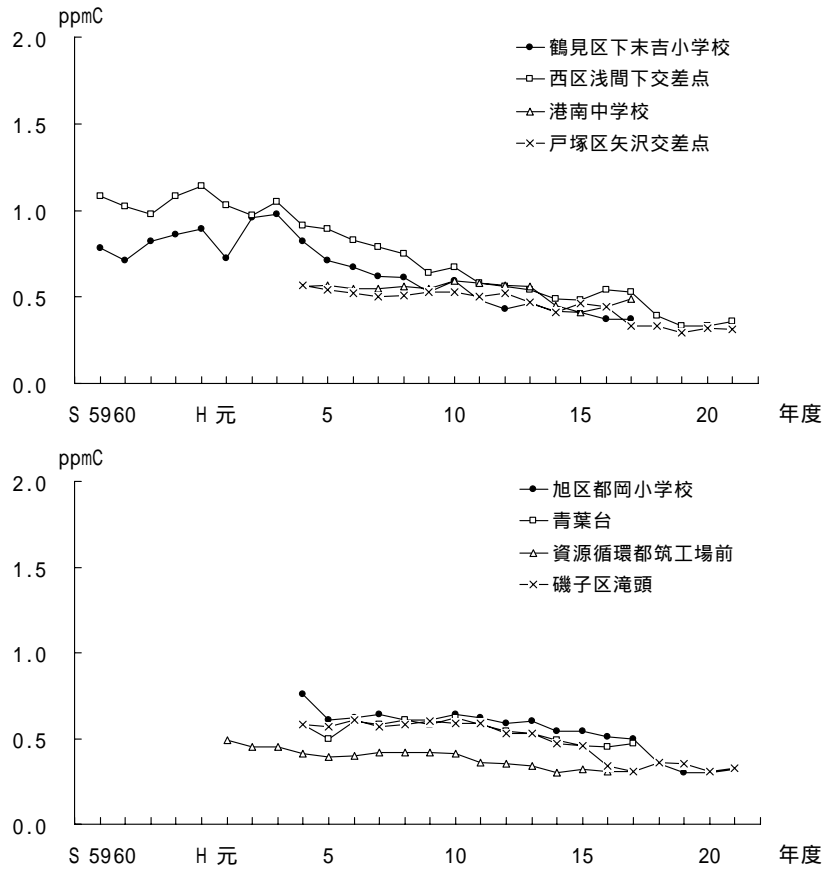 ppmC
2.0
1.5
1.0
0.5
0.0
鶴見区下末吉小学校
西区浅間下交差点
港南中学校
戸塚区矢沢交差点
S 5960 H 元 5 10 15 20 年度
ppmC
2.0
1.5
1.0
0.5
0.0
旭区都岡小学校
青葉台
資源循環都筑工場前
磯子区滝頭
S 5960 H 元 5 10 15 20 年度